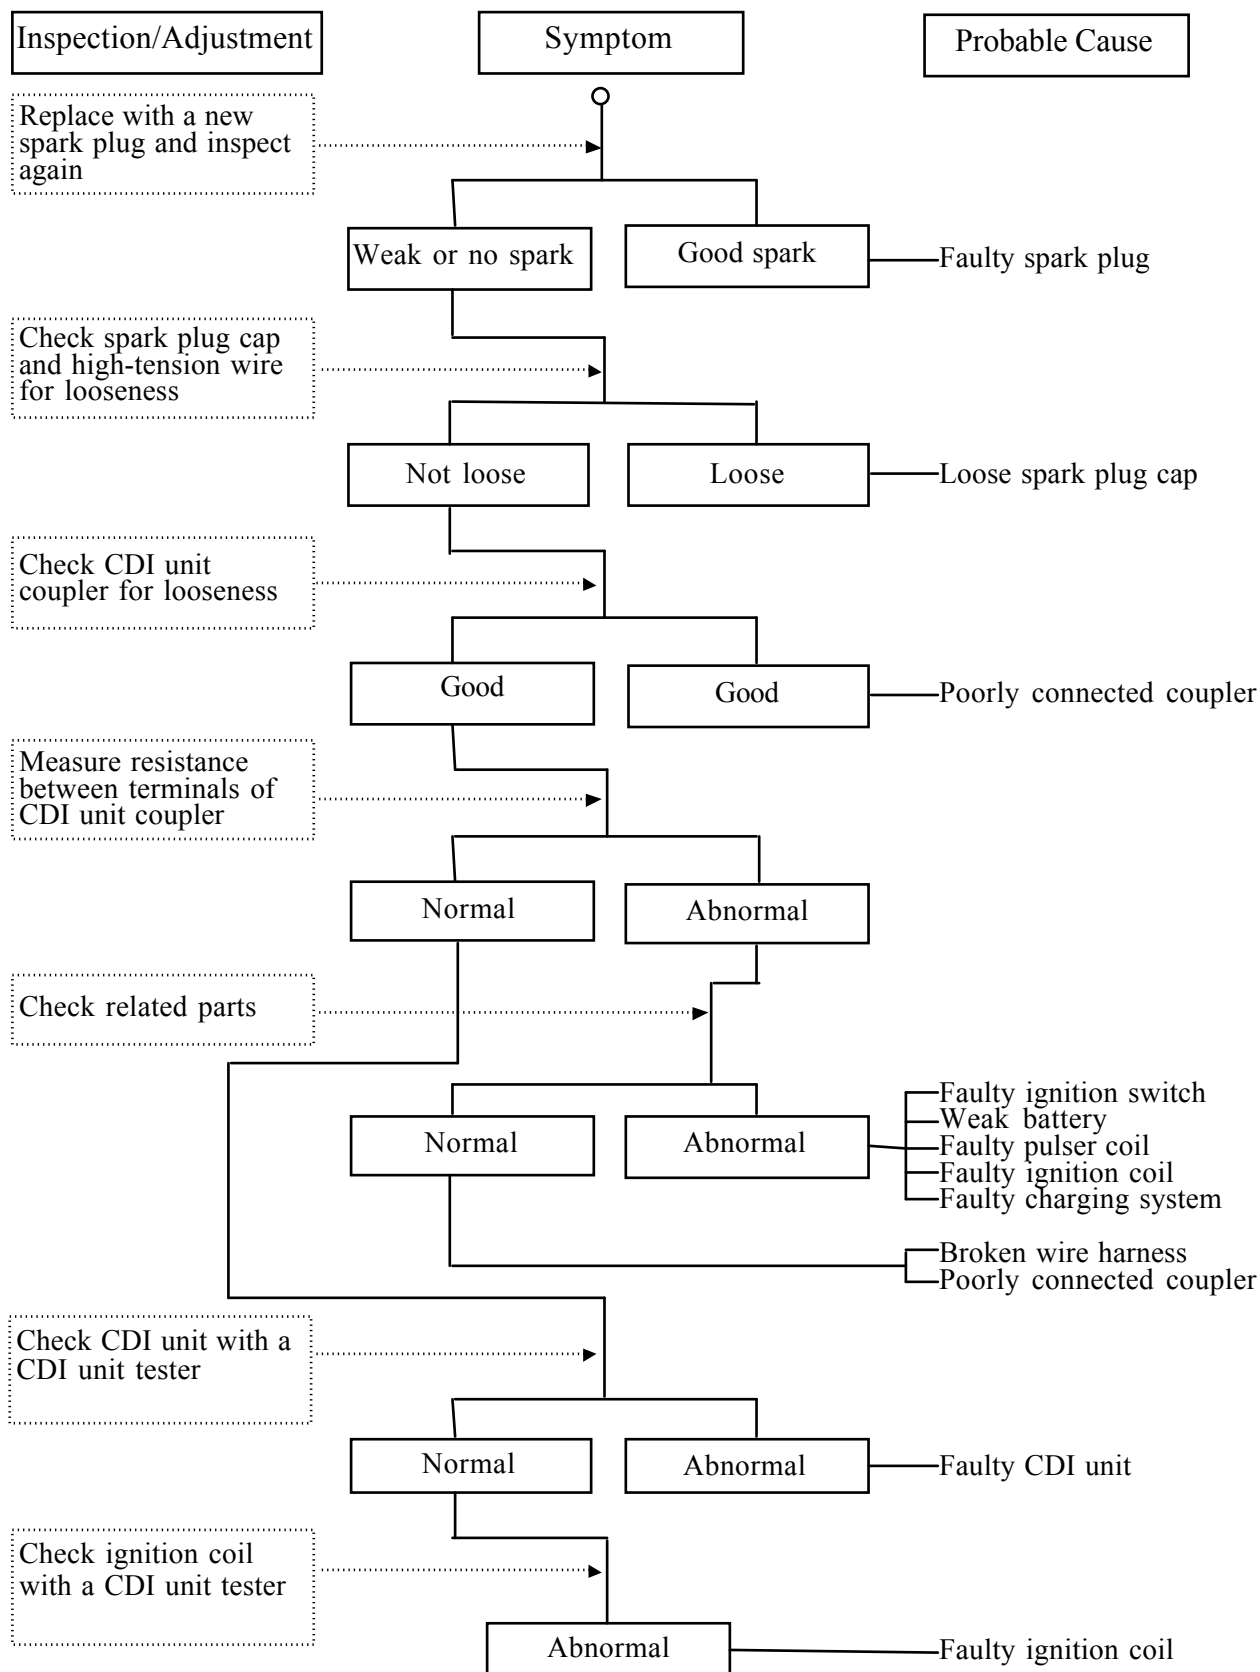 Inspection/Adjustment
Symptom
Probable Cause
Replace with a new
spark plug and inspect
again
Weak or no spark
Good spark
Faulty spark plug
Check spark plug cap
and high-tension wire
for looseness
Not loose
Loose
Loose spark plug cap
Check CDI unit
coupler for looseness
Good
Good
Poorly connected coupler
Measure resistance
between terminals of
CDI unit coupler
Normal
Abnormal
Check related parts
Normal
Abnormal
Faulty ignition switch
Weak battery
Faulty pulser coil
Faulty ignition coil
Faulty charging system
Broken wire harness
Poorly connected coupler
Check CDI unit with a
CDI unit tester
Normal
Abnormal
Faulty CDI unit
Check ignition coil
with a CDI unit tester
Abnormal
Faulty ignition coil